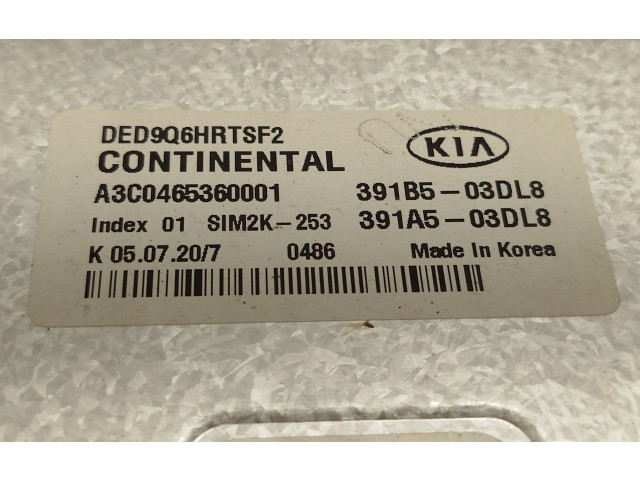 DED9Q6HRTSF2
CONTINENTAL
KIA
A3C0465360001 391B5-03DL8
Index 01 SIM2K-253 391A5-03DL8
K 05.07.20/7 0486 Made in Korea